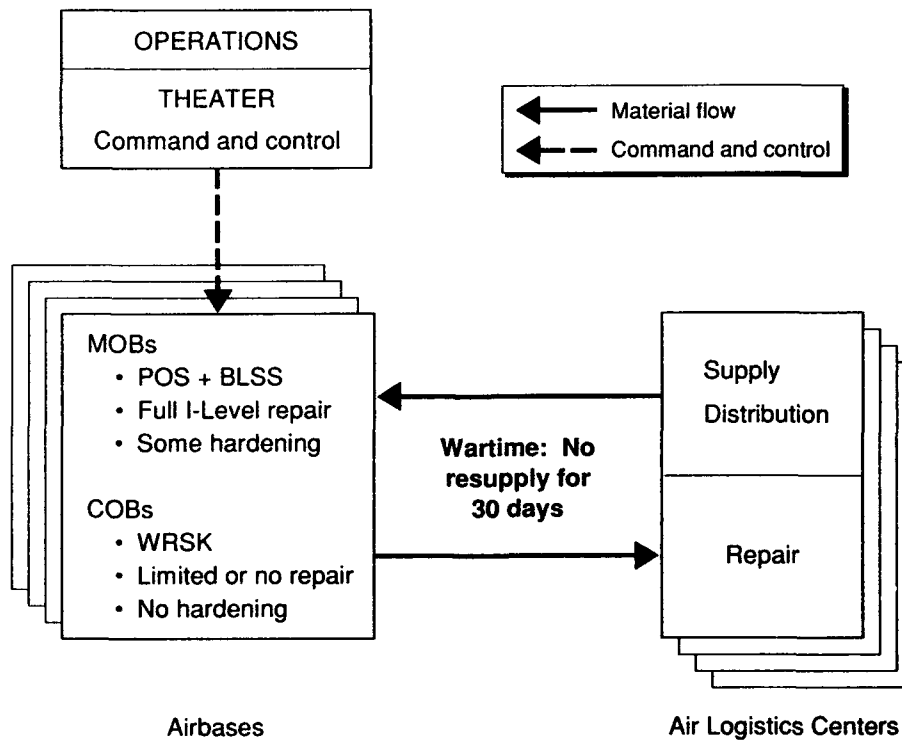 OPERATIONS
THEATER
Command and control
Material flow
Command and control
MOBs
• POS + BLSS
• Full I-Level repair
• Some hardening
COBs
• WRSK
• Limited or no repair
• No hardening
Wartime: No
resupply for
30 days
Supply
Distribution
Repair
Airbases
Air Logistics Centers